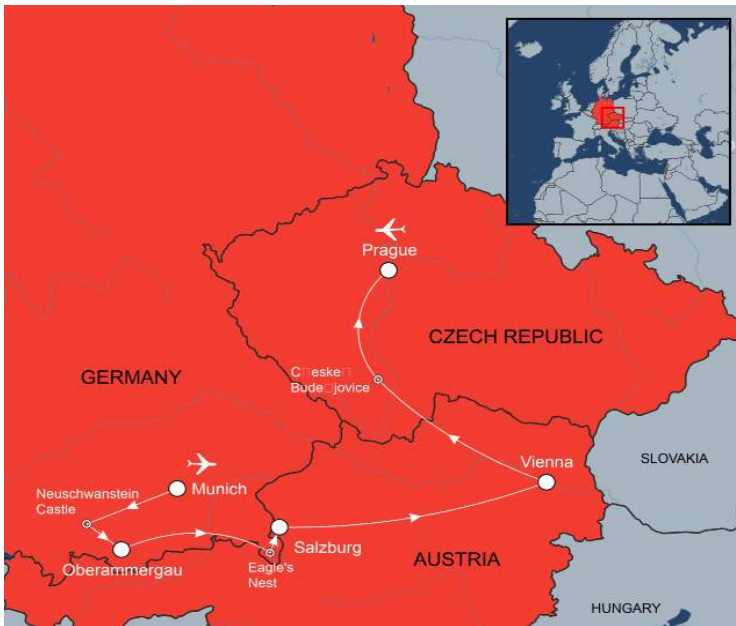 Prague
CZECH REPUBLIC
C□eske□
Bude□jovice
GERMANY
SLOVAKIA
Vienna
Munich
Neuschwanstein
Castle
Salzburg
Oberammergau
Eagle's
Nest
AUSTRIA
HUNGARY